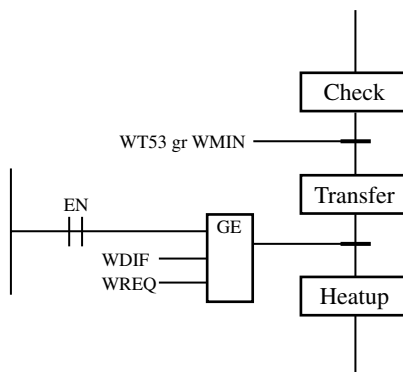 Check
WT53 gr WMIN
Transfer
EN
GE
WDIF
WREQ
Heatup